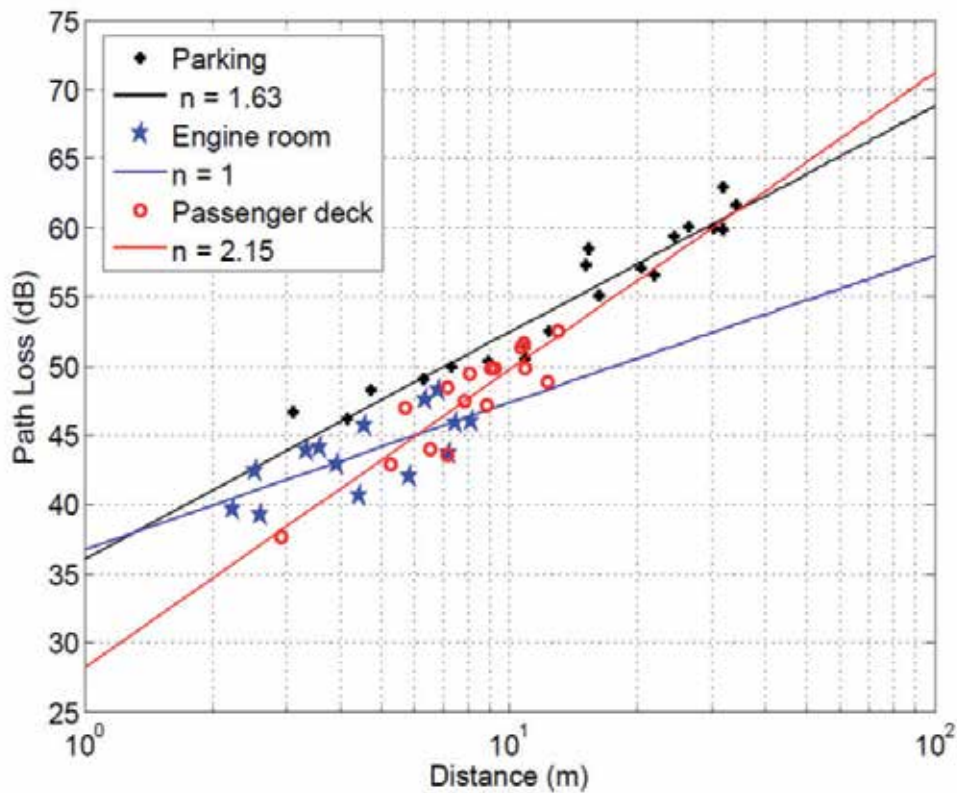 75
70
65
60
55
50
45
40
35
30
25
Path Loss (dB)
Parking
n = 1.63
Engine room
n = 1
Passenger deck
n = 2.15
10^0
10^1
10^2
Distance (m)